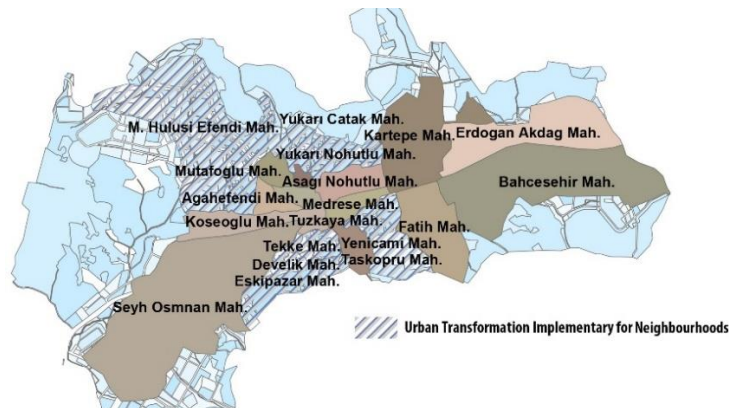 Yukarı Catak Mah.
M. Hulusi Efendi Mah.
Kartepe Mah.
Erdogan Akdag Mah.
Yukarı Nohutlu Mah.
Mutafoglu Mah.
Asagı Nohutlu Mah.
Bahcesehir Mah.
Agahefendi Mah.
Medrese Mah.
Koseoglu Mah.
Tuzkaya Mah.
Fatih Mah.
Tekke Mah.
Yenicami Mah.
Develik Mah.
Taskopru Mah.
Eskipazar Mah.
Seyh Osmnan Mah.
Urban Transformation Implementary for Neighbourhoods